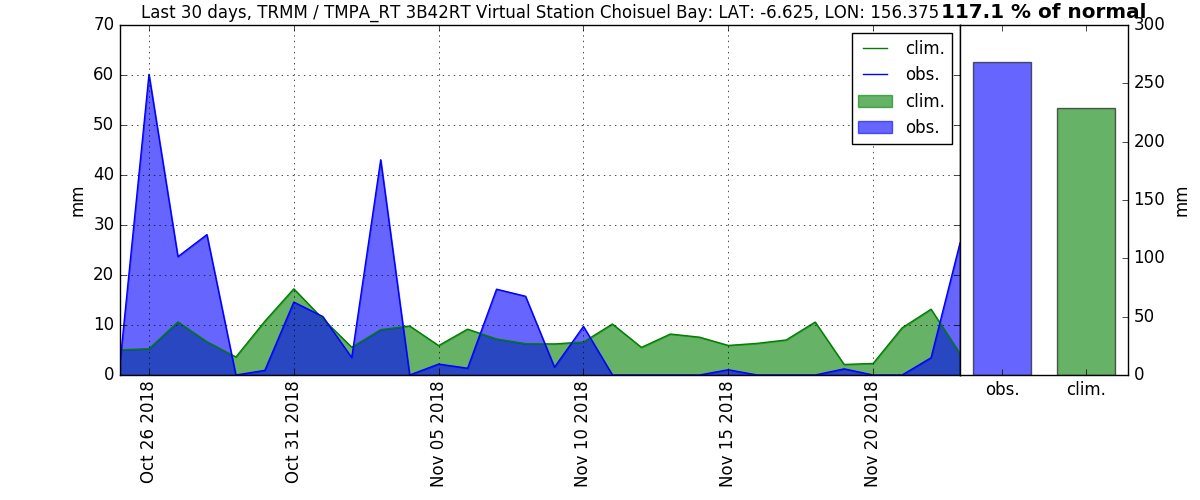 Last 30 days, TRMM / TMPA_RT 3B42RT Virtual Station Choisuel Bay: LAT: -6.625, LON: 156.375
117.1 % of normal
70
60
50
40
30
20
10
0
mm
clim.
obs.
clim.
obs.
Oct 26 2018
Oct 31 2018
Nov 05 2018
Nov 10 2018
Nov 15 2018
Nov 20 2018
300
250
200
150
100
50
0
mm
obs.
clim.